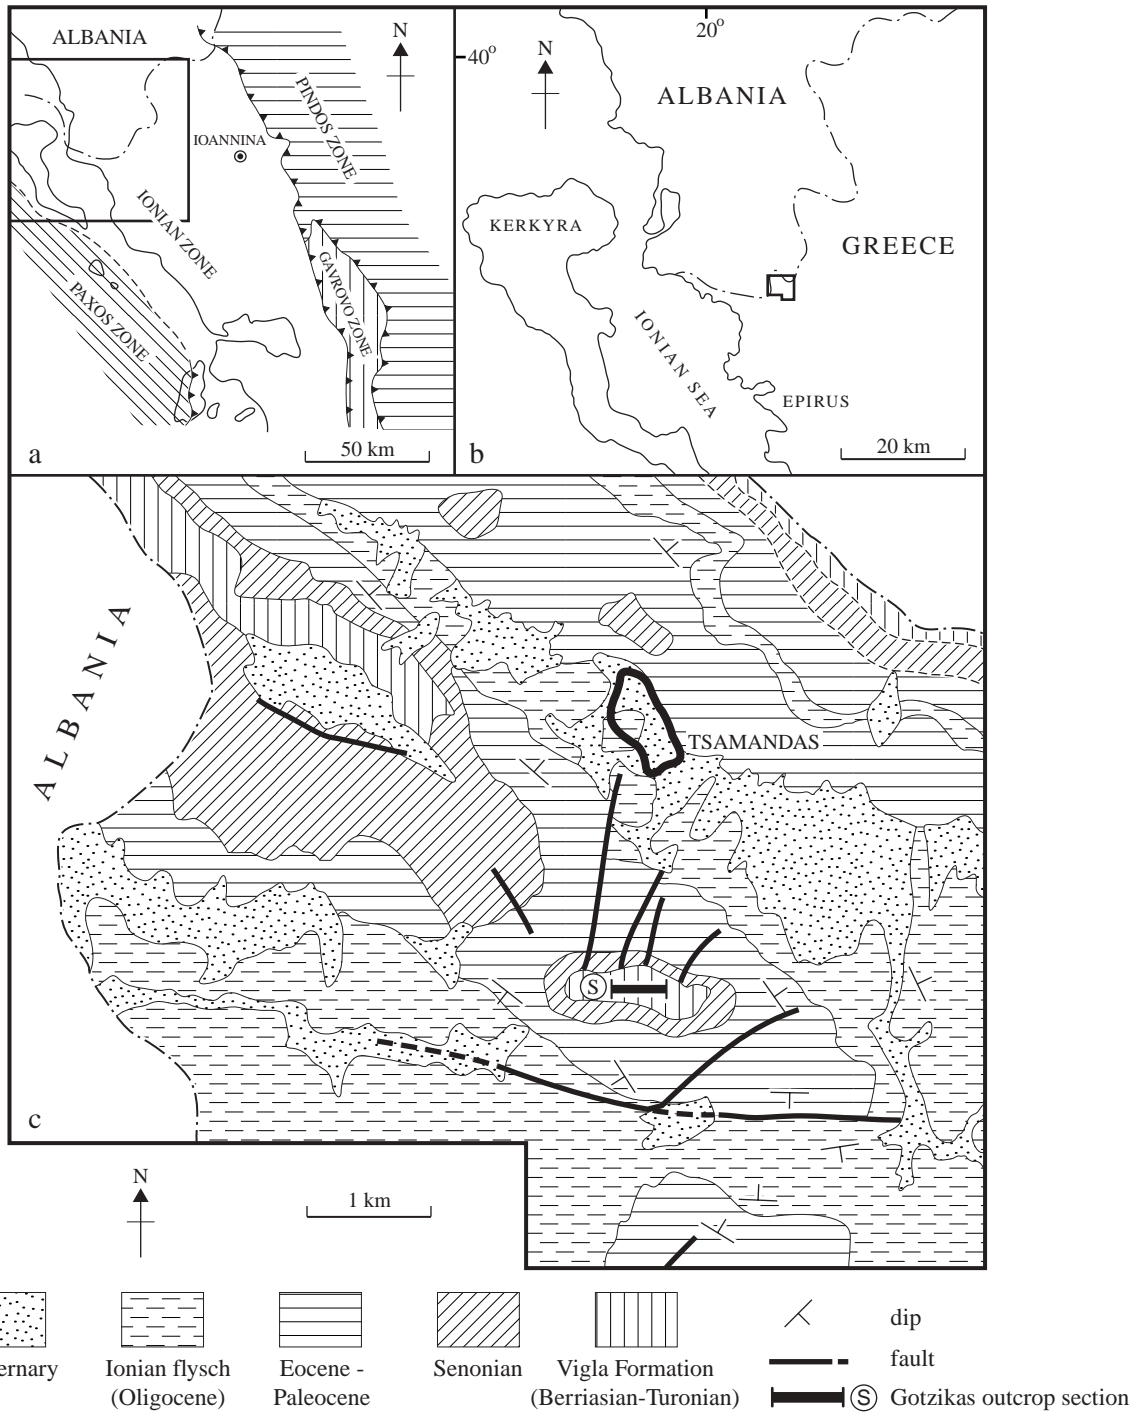 ALBANIA
N
PINDOS ZONE
IOANNINA
IONIAN ZONE
GAVROVO ZONE
PAXOS ZONE
50 km
a
20°
40°
N
ALBANIA
KERKYRA
GREECE
IONIAN SEA
EPIRUS
20 km
b
ALBANIA
TSAMANDAS
S
c
N
1 km
ernary
Ionian flysch
(Oligocene)
Eocene -
Paleocene
Senonian
Vigla Formation
(Berriasian-Turonian)
dip
fault
S Gotzikas outcrop section